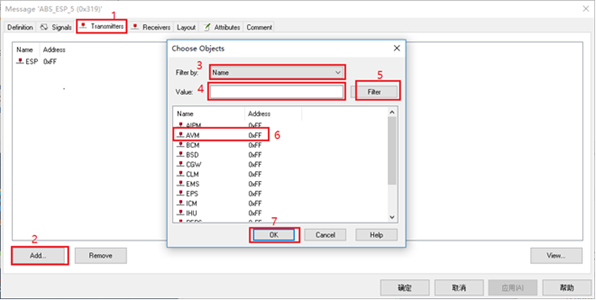 Message 'ABS_ESP_5 (0x319)'
1
Definition Signals Transmitters Receivers Layout Attributes Comment
Name Address
ESP 0xFF
Choose Objects
3
Filter by: Name
4
5
Value: Filter
Name Address
AIPM 0xFF
AVM 0xFF
6
BCM 0xFF
BSD 0xFF
CGW 0xFF
CLM 0xFF
EMS 0xFF
EPS 0xFF
ICM 0xFF
IHU 0xFF
7
OK Cancel Help
2
Add... Remove View...
确定 取消 应用(A) 帮助